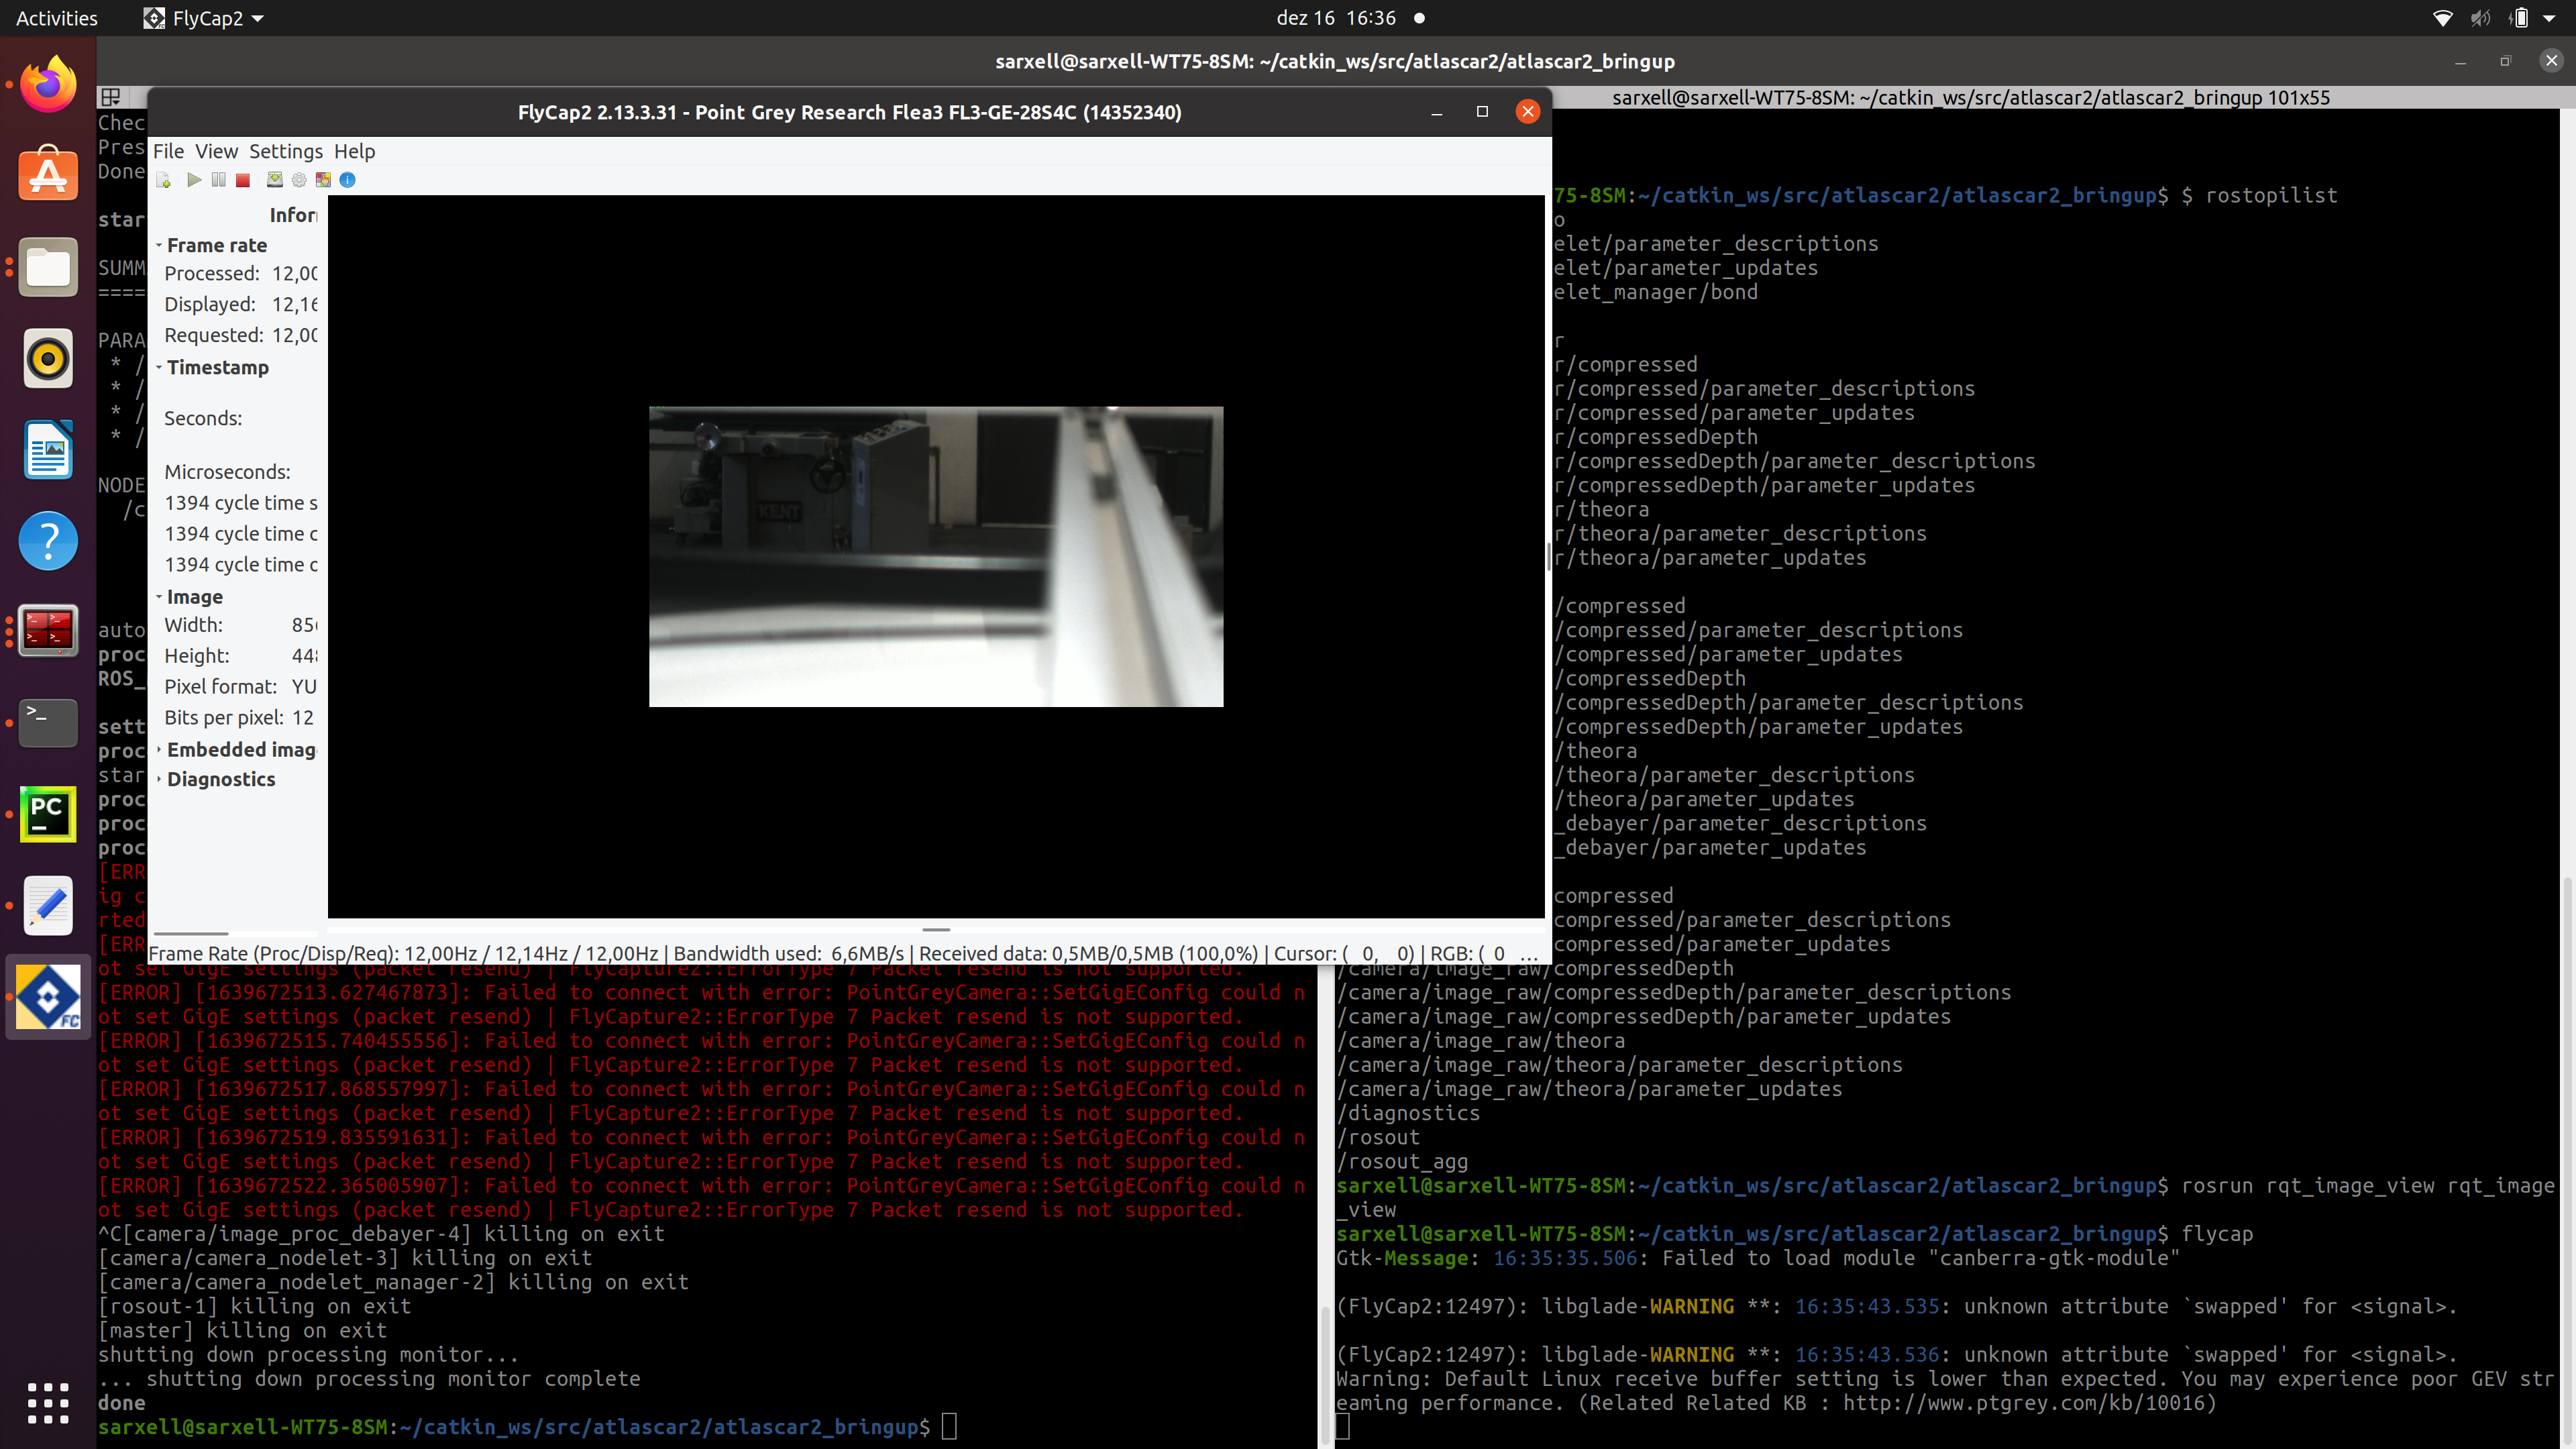 Activities
FlyCap2
dez 16 16:36
sarxell@sarxell-WT75-8SM: ~/catkin_ws/src/atlascar2/atlascar2_bringup
sarxell@sarxell-WT75-8SM: ~/catkin_ws/src/atlascar2/atlascar2_bringup 101x55
FlyCap2 2.13.3.31 - Point Grey Research Flea3 FL3-GE-28S4C (14352340)
File View Settings Help
Frame rate
Processed: 12,00
Displayed: 12,16
Requested: 12,00
Timestamp
Seconds:
Microseconds:
1394 cycle time s
1394 cycle time c
1394 cycle time o
Image
Width: 856
Height: 448
Pixel format: YU
Bits per pixel: 12
Embedded imag
Diagnostics
KENT
Frame Rate (Proc/Disp/Req): 12,00Hz / 12,14Hz / 12,00Hz | Bandwidth used: 6,6MB/s | Received data: 0,5MB/0,5MB (100,0%) | Cursor: ( 0, 0) | RGB: ( 0 ...
Chec
Pres
Done
star
SUMM
====
PARA
* /
* /
* /
* /
NODE
/c
auto
proc
ROS_
sett
proc
star
proc
proc
proc
[ERR
ig c
rted
[ERR
ot set GigE settings (packet resend) | FlyCapture2::ErrorType 7 Packet resend is not supported.
[ERROR] [1639672513.627467873]: Failed to connect with error: PointGreyCamera::SetGigEConfig could n
ot set GigE settings (packet resend) | FlyCapture2::ErrorType 7 Packet resend is not supported.
[ERROR] [1639672515.740455556]: Failed to connect with error: PointGreyCamera::SetGigEConfig could n
ot set GigE settings (packet resend) | FlyCapture2::ErrorType 7 Packet resend is not supported.
[ERROR] [1639672517.868557997]: Failed to connect with error: PointGreyCamera::SetGigEConfig could n
ot set GigE settings (packet resend) | FlyCapture2::ErrorType 7 Packet resend is not supported.
[ERROR] [1639672519.835591631]: Failed to connect with error: PointGreyCamera::SetGigEConfig could n
ot set GigE settings (packet resend) | FlyCapture2::ErrorType 7 Packet resend is not supported.
[ERROR] [1639672522.365005907]: Failed to connect with error: PointGreyCamera::SetGigEConfig could n
ot set GigE settings (packet resend) | FlyCapture2::ErrorType 7 Packet resend is not supported.
^C[camera/image_proc_debayer-4] killing on exit
[camera/camera_nodelet-3] killing on exit
[camera/camera_nodelet_manager-2] killing on exit
[rosout-1] killing on exit
[master] killing on exit
shutting down processing monitor...
... shutting down processing monitor complete
done
sarxell@sarxell-WT75-8SM:~/catkin_ws/src/atlascar2/atlascar2_bringup$
75-8SM:~/catkin_ws/src/atlascar2/atlascar2_bringup$ $ rostopilist
o
elet/parameter_descriptions
elet/parameter_updates
elet_manager/bond
r
r/compressed
r/compressed/parameter_descriptions
r/compressed/parameter_updates
r/compressedDepth
r/compressedDepth/parameter_descriptions
r/compressedDepth/parameter_updates
r/theora
r/theora/parameter_descriptions
r/theora/parameter_updates
/compressed
/compressed/parameter_descriptions
/compressed/parameter_updates
/compressedDepth
/compressedDepth/parameter_descriptions
/compressedDepth/parameter_updates
/theora
/theora/parameter_descriptions
/theora/parameter_updates
_debayer/parameter_descriptions
_debayer/parameter_updates
compressed
compressed/parameter_descriptions
compressed/parameter_updates
/camera/image_raw/compressedDepth
/camera/image_raw/compressedDepth/parameter_descriptions
/camera/image_raw/compressedDepth/parameter_updates
/camera/image_raw/theora
/camera/image_raw/theora/parameter_descriptions
/camera/image_raw/theora/parameter_updates
/diagnostics
/rosout
/rosout_agg
sarxell@sarxell-WT75-8SM:~/catkin_ws/src/atlascar2/atlascar2_bringup$ rosrun rqt_image_view rqt_image
_view
sarxell@sarxell-WT75-8SM:~/catkin_ws/src/atlascar2/atlascar2_bringup$ flycap
Gtk-Message: 16:35:35.506: Failed to load module "canberra-gtk-module"
(FlyCap2:12497): libglade-WARNING **: 16:35:43.535: unknown attribute `swapped' for <signal>.
(FlyCap2:12497): libglade-WARNING **: 16:35:43.536: unknown attribute `swapped' for <signal>.
Warning: Default Linux receive buffer setting is lower than expected. You may experience poor GEV str
eaming performance. (Related Related KB : http://www.ptgrey.com/kb/10016)
PC
FC